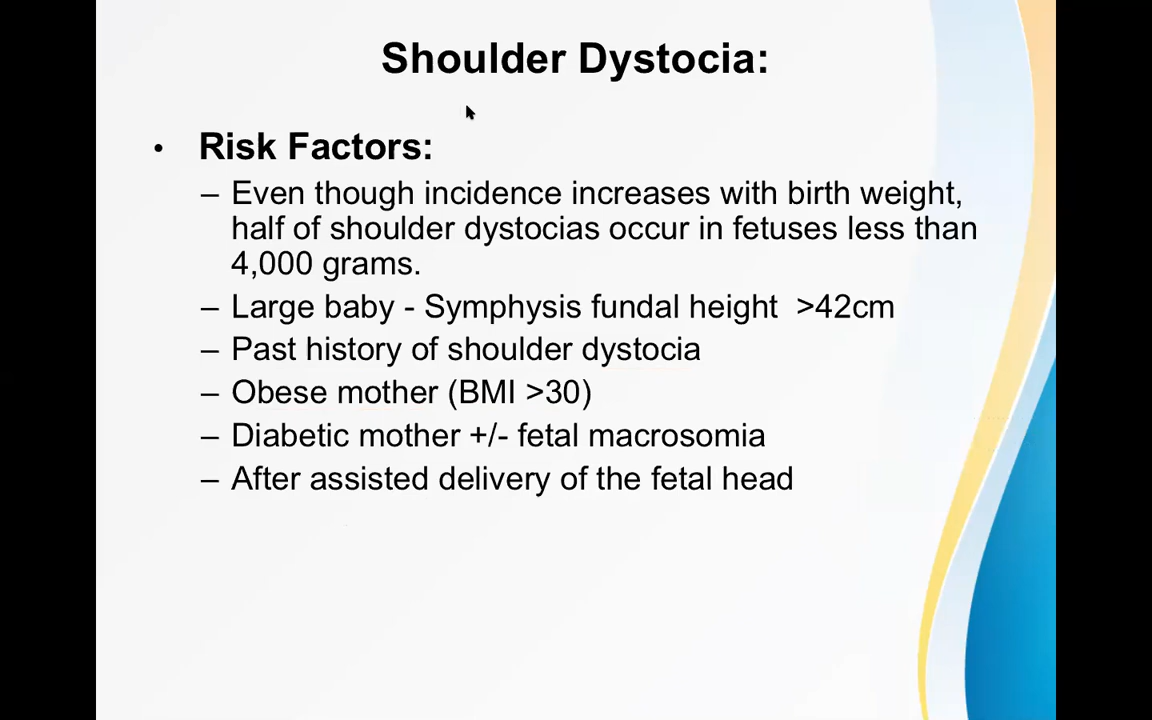 Shoulder Dystocia:
• Risk Factors:
– Even though incidence increases with birth weight,
half of shoulder dystocias occur in fetuses less than
4,000 grams.
– Large baby - Symphysis fundal height  >42cm
– Past history of shoulder dystocia
– Obese mother (BMI >30)
– Diabetic mother +/- fetal macrosomia
– After assisted delivery of the fetal head